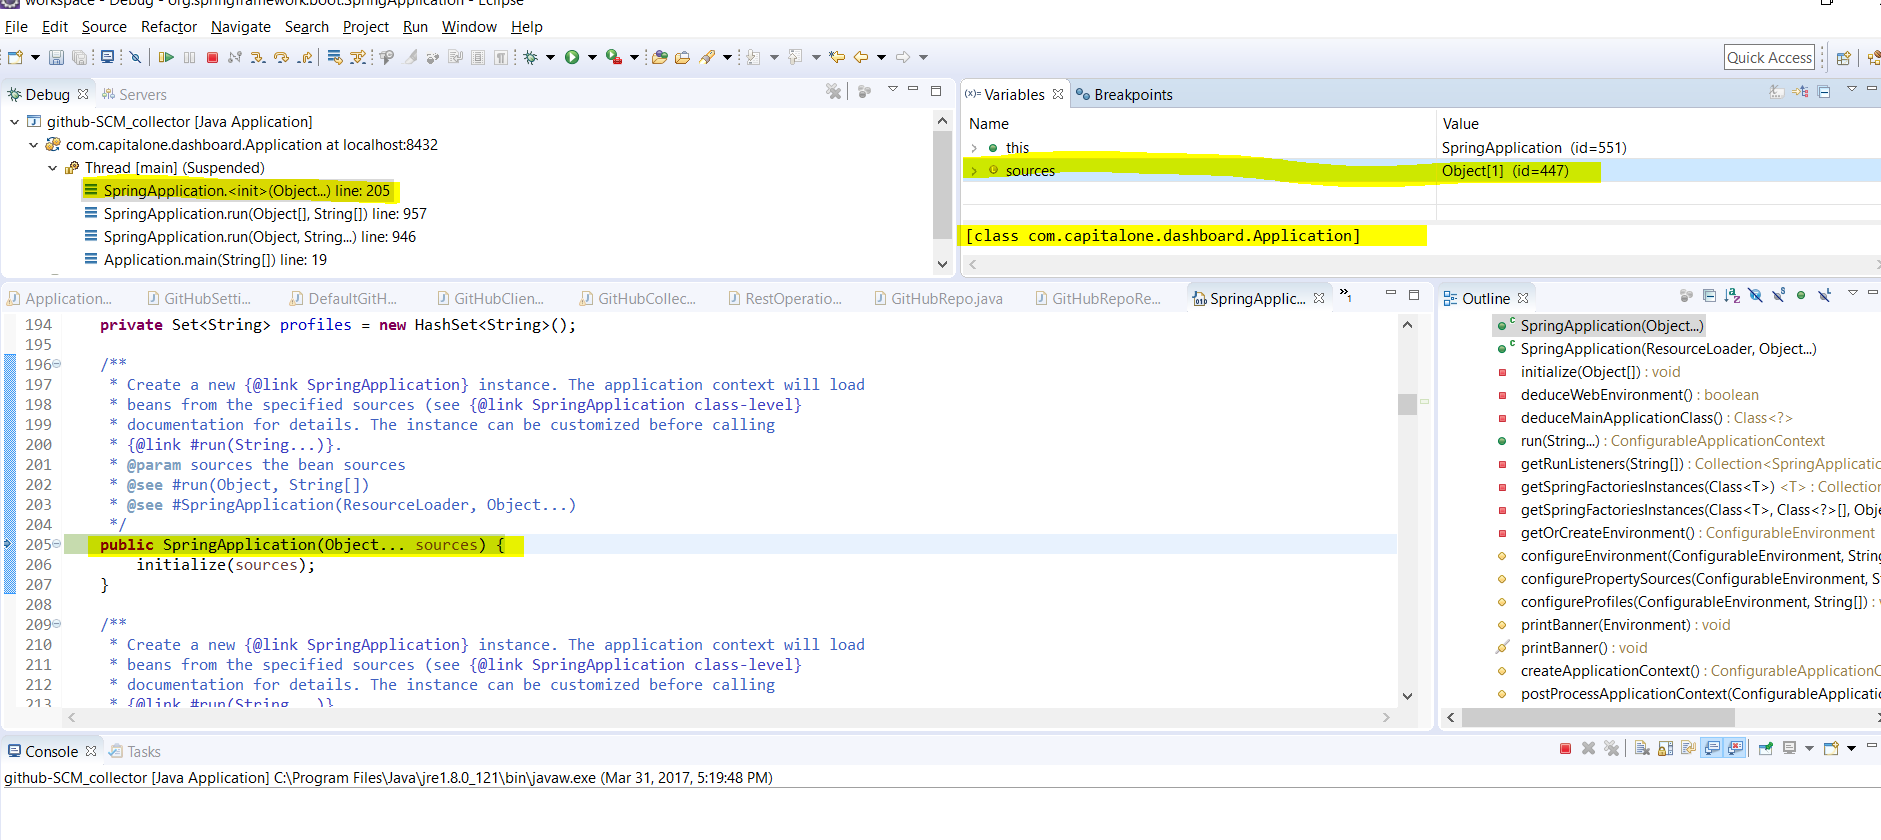 workspace - Debug - org.springframework.boot.SpringApplication - Eclipse
File Edit Source Refactor Navigate Search Project Run Window Help
Quick Access
Debug Servers
github-SCM_collector [Java Application]
com.capitalone.dashboard.Application at localhost:8432
Thread [main] (Suspended)
SpringApplication.<init>(Object...) line: 205
SpringApplication.run(Object[], String[]) line: 957
SpringApplication.run(Object, String...) line: 946
Application.main(String[]) line: 19
(x)= Variables Breakpoints
Name Value
this SpringApplication (id=551)
sources Object[1] (id=447)
[class com.capitalone.dashboard.Application]
Application... GitHubSetti... DefaultGitH... GitHubClien... GitHubCollec... RestOperatio... GitHubRepo.java GitHubRepoRe... SpringApplic... »1
194 private Set<String> profiles = new HashSet<String>();
195
196 /**
197 * Create a new {@link SpringApplication} instance. The application context will load
198 * beans from the specified sources (see {@link SpringApplication class-level}
199 * documentation for details. The instance can be customized before calling
200 * {@link #run(String...)}.
201 * @param sources the bean sources
202 * @see #run(Object, String[])
203 * @see #SpringApplication(ResourceLoader, Object...)
204 */
205 public SpringApplication(Object... sources) {
206 initialize(sources);
207 }
208
209 /**
210 * Create a new {@link SpringApplication} instance. The application context will load
211 * beans from the specified sources (see {@link SpringApplication class-level}
212 * documentation for details. The instance can be customized before calling
213 * {@link #run(String...)}
Outline
SpringApplication(Object...)
SpringApplication(ResourceLoader, Object...)
initialize(Object[]) : void
deduceWebEnvironment() : boolean
deduceMainApplicationClass() : Class<?>
run(String...) : ConfigurableApplicationContext
getRunListeners(String[]) : Collection<SpringApplicatio
getSpringFactoriesInstances(Class<T>) <T> : Collection
getSpringFactoriesInstances(Class<T>, Class<?>[], Obje
getOrCreateEnvironment() : ConfigurableEnvironment
configureEnvironment(ConfigurableEnvironment, String
configurePropertySources(ConfigurableEnvironment, S
configureProfiles(ConfigurableEnvironment, String[]) :
printBanner(Environment) : void
printBanner() : void
createApplicationContext() : ConfigurableApplicationC
postProcessApplicationContext(ConfigurableApplicatio
Console Tasks
github-SCM_collector [Java Application] C:\Program Files\Java\jre1.8.0_121\bin\javaw.exe (Mar 31, 2017, 5:19:48 PM)